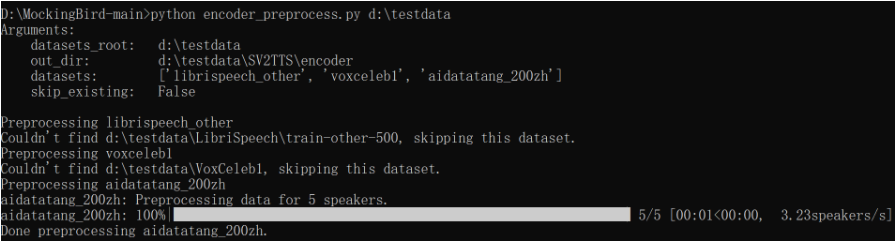 D:\MockingBird-main>python encoder_preprocess.py d:\testdata
Arguments:
    datasets_root:   d:\testdata
    out_dir:         d:\testdata\SV2TTS\encoder
    datasets:        ['librispeech_other', 'voxceleb1', 'aidatatang_200zh']
    skip_existing:   False
Preprocessing librispeech_other
Couldn't find d:\testdata\LibriSpeech\train-other-500, skipping this dataset.
Preprocessing voxceleb1
Couldn't find d:\testdata\VoxCeleb1, skipping this dataset.
Preprocessing aidatatang_200zh
aidatatang_200zh: Preprocessing data for 5 speakers.
aidatatang_200zh: 100%| 5/5 [00:01<00:00,  3.23speakers/s]
Done preprocessing aidatatang_200zh.